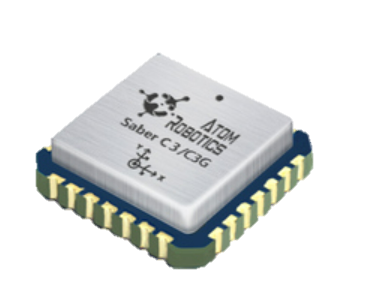 ATOM
ROBOTICS
Saber C3/C3G
Y
X